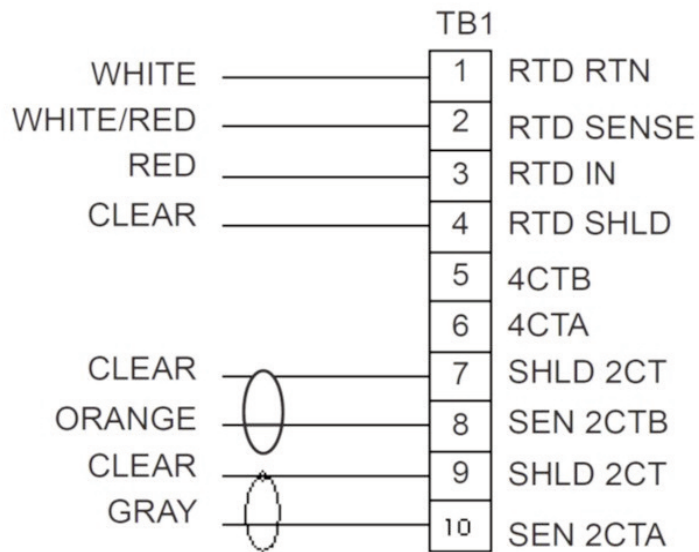 TB1
WHITE 1 RTD RTN
WHITE/RED 2 RTD SENSE
RED 3 RTD IN
CLEAR 4 RTD SHLD
5 4CTB
6 4CTA
CLEAR 7 SHLD 2CT
ORANGE 8 SEN 2CTB
CLEAR 9 SHLD 2CT
GRAY 10 SEN 2CTA